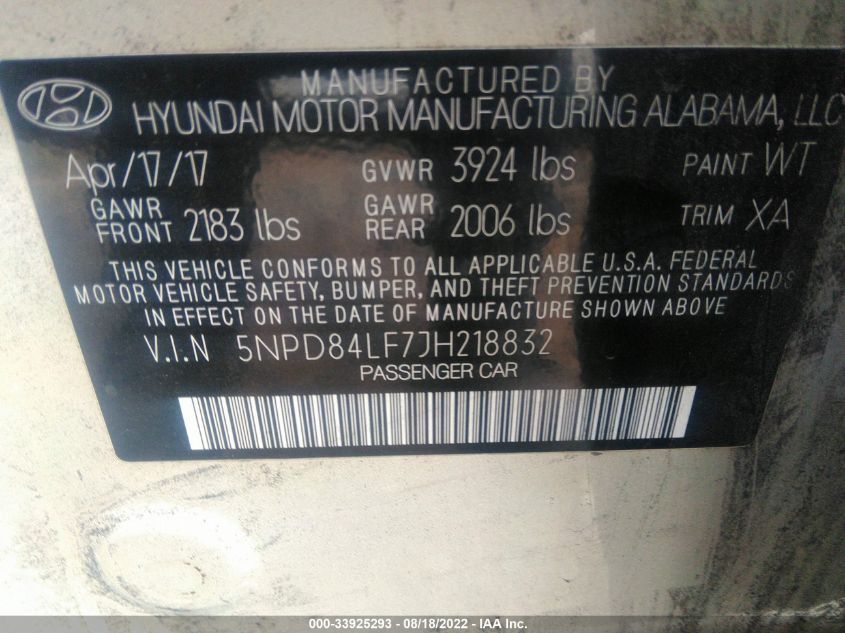 MANUFACTURED BY
HYUNDAI MOTOR MANUFACTURING ALABAMA, LLC
Apr/17/17 GVWR 3924 lbs PAINT WT
GAWR FRONT 2183 lbs GAWR REAR 2006 lbs TRIM XA
THIS VEHICLE CONFORMS TO ALL APPLICABLE U.S.A. FEDERAL
MOTOR VEHICLE SAFETY, BUMPER, AND THEFT PREVENTION STANDARDS
IN EFFECT ON THE DATE OF MANUFACTURE SHOWN ABOVE
V.I.N 5NPD84LF7JH218832
PASSENGER CAR
000-33925293 - 08/18/2022 - IAA Inc.